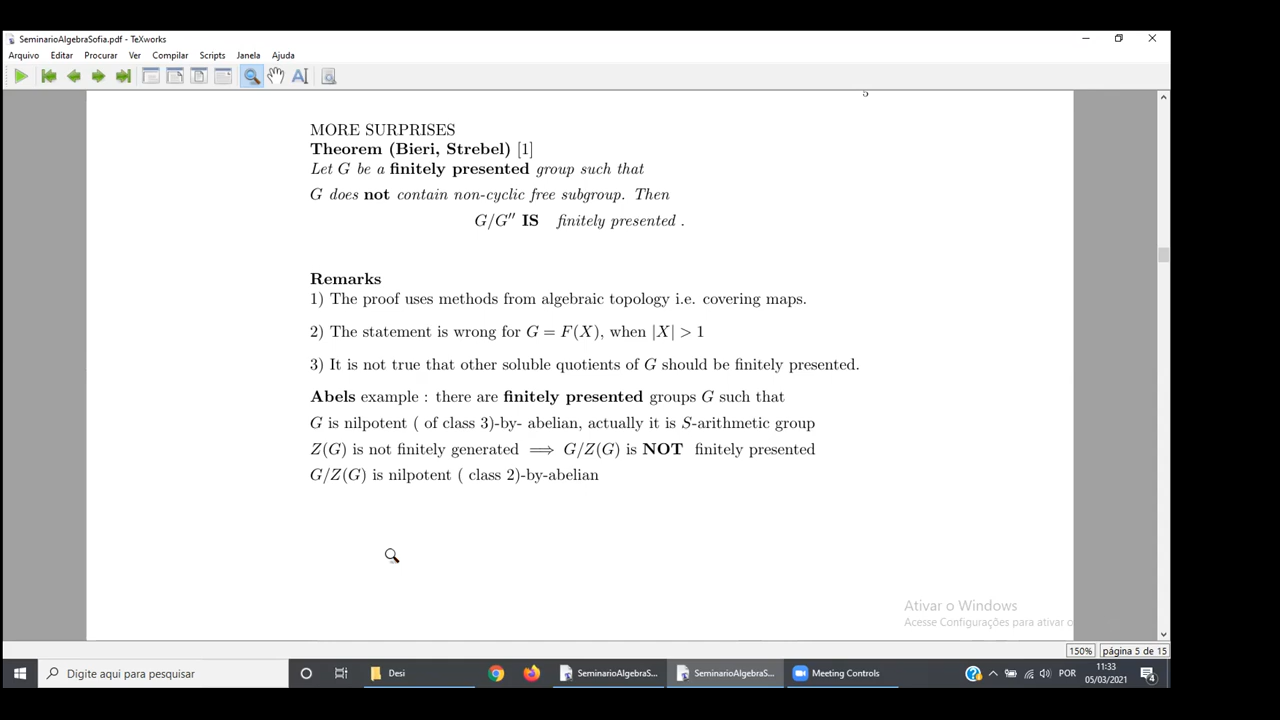 SeminarioAlgebraSofia.pdf - TeXworks
Arquivo Editar Procurar Ver Compilar Scripts Janela Ajuda
5
MORE SURPRISES
Theorem (Bieri, Strebel) [1]
Let G be a finitely presented group such that
G does not contain non-cyclic free subgroup. Then
G/G′′ IS finitely presented .
Remarks
1) The proof uses methods from algebraic topology i.e. covering maps.
2) The statement is wrong for G = F(X), when |X| > 1
3) It is not true that other soluble quotients of G should be finitely presented.
Abels example : there are finitely presented groups G such that
G is nilpotent ( of class 3)-by- abelian, actually it is S-arithmetic group
Z(G) is not finitely generated ⟹ G/Z(G) is NOT finitely presented
G/Z(G) is nilpotent ( class 2)-by-abelian
Ativar o Windows
Acesse Configurações para ativar o
150% página 5 de 15
Digite aqui para pesquisar
Desi
SeminarioAlgebraS...
SeminarioAlgebraS...
Meeting Controls
POR
11:33
05/03/2021
4